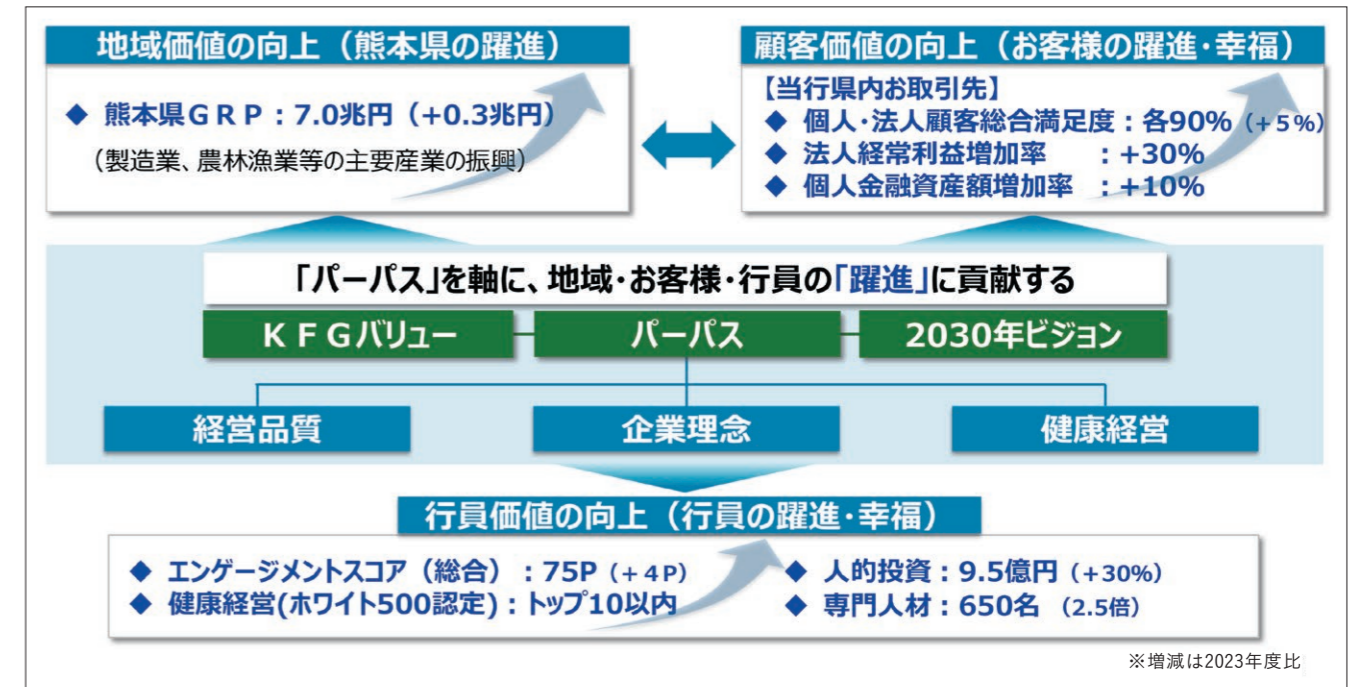 地域価値の向上（熊本県の躍進）
◆ 熊本県ＧＲＰ：7.0兆円（+0.3兆円）
（製造業、農林漁業等の主要産業の振興）
顧客価値の向上（お客様の躍進・幸福）
【当行県内お取引先】
◆ 個人・法人顧客総合満足度：各90%（+５%）
◆ 法人経常利益増加率　　：+30%
◆ 個人金融資産額増加率　：+10%
「パーパス」を軸に、地域・お客様・行員の「躍進」に貢献する
ＫＦＧバリュー
パーパス
2030年ビジョン
経営品質
企業理念
健康経営
行員価値の向上（行員の躍進・幸福）
◆ エンゲージメントスコア（総合）：75P（+４P）
◆ 健康経営(ホワイト500認定)：トップ10以内
◆ 人的投資：9.5億円（+30%）
◆ 専門人材：650名（2.5倍）
※増減は2023年度比